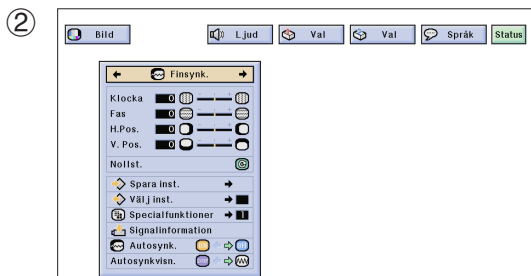 2
Bild Ljud Val Val Språk Status
Finsynk.
Klocka 0
Fas 0
H.Pos. 0
V. Pos. 0
Nollst.
Spara inst.
Välj inst.
Specialfunktioner 1
Signalinformation
Autosynk.
Autosynkvisn.